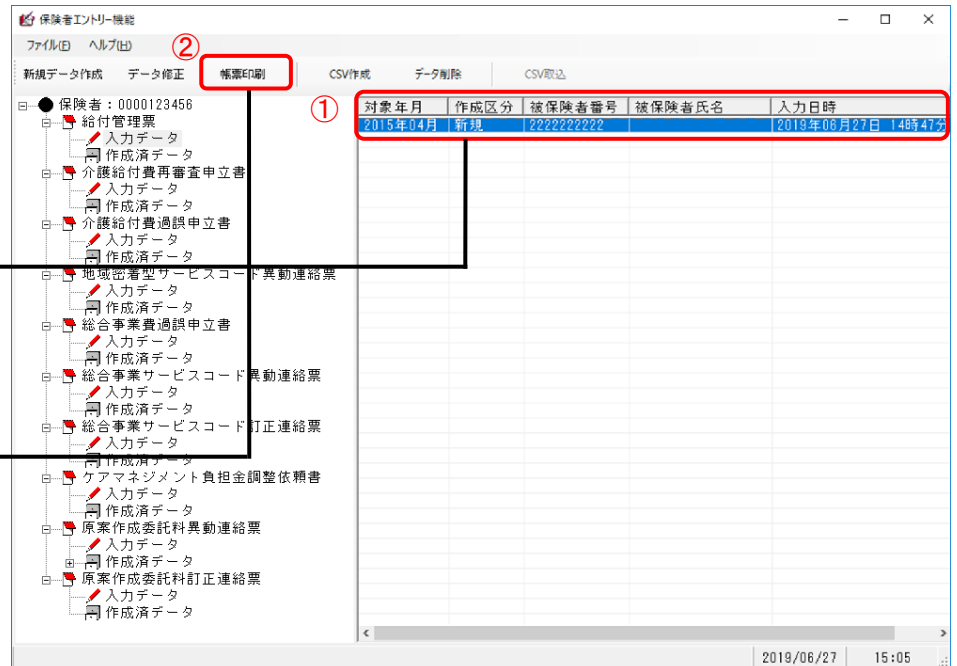 保険者エントリー機能
ファイル(F) ヘルプ(H)
②
新規データ作成 データ修正 帳票印刷 CSV作成 データ削除 CSV取込
①
保険者：0000123456
給付管理票
入力データ
作成済データ
介護給付費再審査申立書
入力データ
作成済データ
介護給付費過誤申立書
入力データ
作成済データ
地域密着型サービスコード異動連絡票
入力データ
作成済データ
総合事業費過誤申立書
入力データ
作成済データ
総合事業サービスコード異動連絡票
入力データ
作成済データ
総合事業サービスコード訂正連絡票
入力データ
作成済データ
ケアマネジメント負担金調整依頼書
入力データ
作成済データ
原案作成委託料異動連絡票
入力データ
作成済データ
原案作成委託料訂正連絡票
入力データ
作成済データ
対象年月 作成区分 被保険者番号 被保険者氏名 入力日時
2015年04月 新規 2222222222 2019年06月27日 14時47分
2019/06/27 15:05